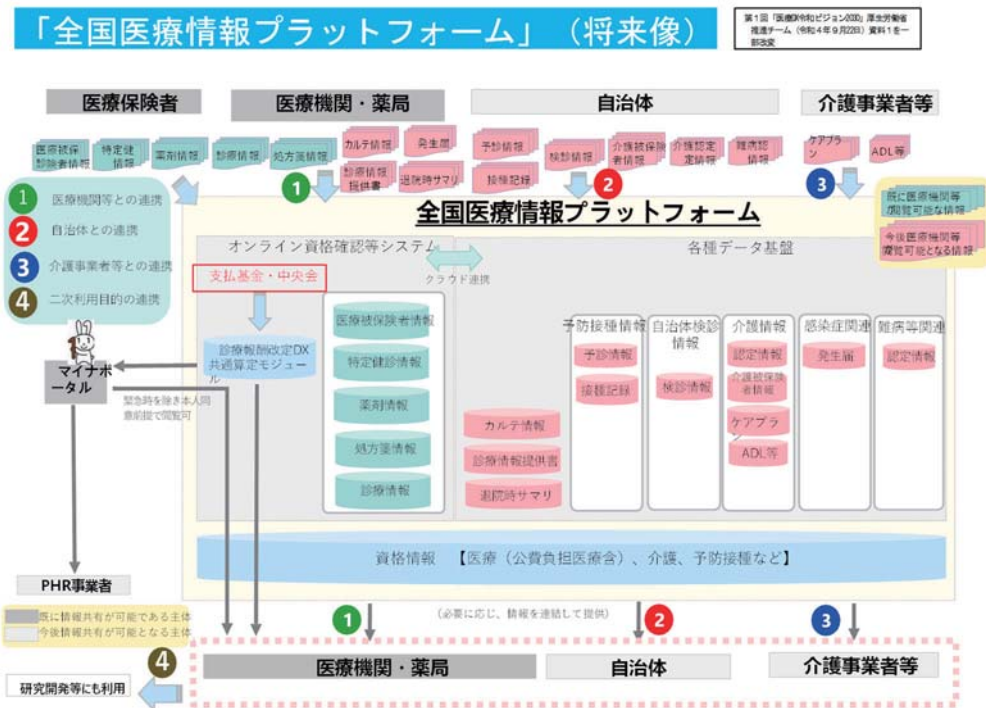 「全国医療情報プラットフォーム」（将来像）
第1回「医療DX令和ビジョン2030」厚生労働省
推進チーム（令和4年9月22日）資料1を一
部改変
医療保険者
医療機関・薬局
自治体
介護事業者等
医療被保
険者情報
特定健
情報
薬剤情報
診療情報
処方箋情報
カルテ情報
発生届
診療情報
提供書
退院時サマリ
予診情報
接種記録
検診情報
介護被保険
者情報
介護認定
定情報
難病認
情報
ケアプラ
ン
ADL等
1 医療機関等との連携
2 自治体との連携
3 介護事業者等との連携
4 二次利用目的の連携
1
2
3
既に医療機関等
が閲覧可能な情報
今後医療機関等
閲覧可能となる情報
全国医療情報プラットフォーム
オンライン資格確認等システム
クラウド連携
各種データ基盤
支払基金・中央会
診療報酬改定DX
共通算定モジュー
ル
医療被保険者情報
特定健診情報
薬剤情報
処方箋情報
診療情報
カルテ情報
診療情報提供書
退院時サマリ
予防接種情報
予診情報
接種記録
自治体検診
情報
検診情報
介護情報
認定情報
介護被保険
者情報
ケアプラ
ン
ADL等
感染症関連
発生届
難病等関連
認定情報
マイナポ
ータル
緊急時を除き本人同
意前提で閲覧可
資格情報　【医療（公費負担医療含）、介護、予防接種など】
PHR事業者
既に情報共有が可能である主体
今後情報共有が可能となる主体
1
（必要に応じ、情報を連結して提供）
2
3
4
医療機関・薬局
自治体
介護事業者等
研究開発等にも利用